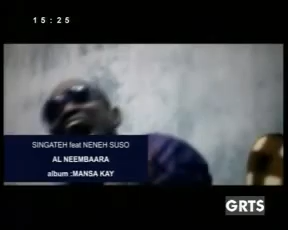 15:25
SINGATEH feat NENEH SUSO
AL NEEMBAARA
album :MANSA KAY
GRTS